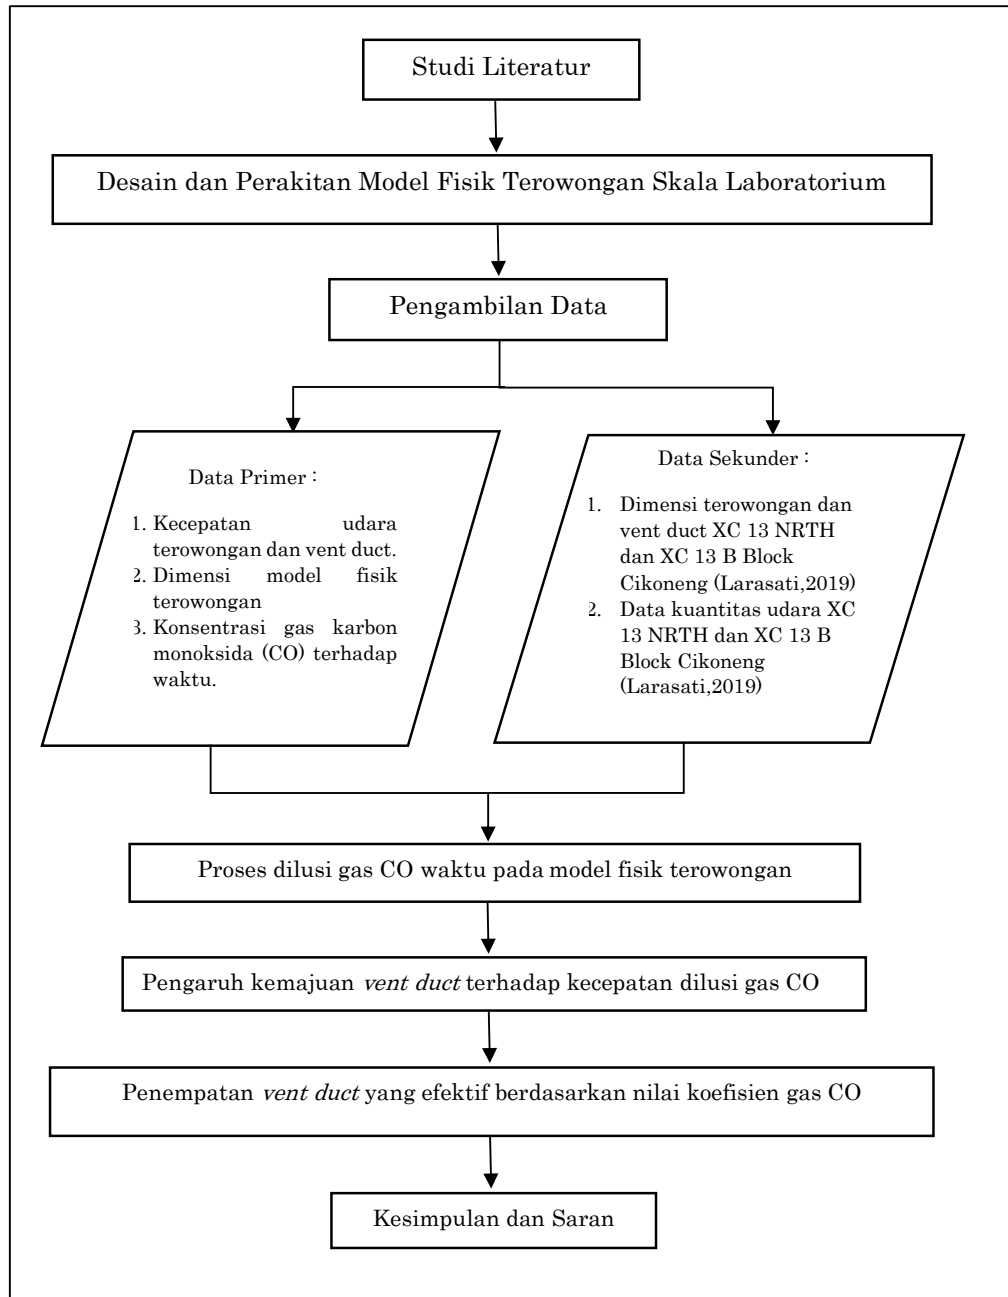 Studi Literatur
Desain dan Perakitan Model Fisik Terowongan Skala Laboratorium
Pengambilan Data
Data Primer :
1. Kecepatan udara
terowongan dan vent duct.
2. Dimensi model fisik
terowongan
3. Konsentrasi gas karbon
monoksida (CO) terhadap
waktu.
Data Sekunder :
1. Dimensi terowongan dan
vent duct XC 13 NRTH
dan XC 13 B Block
Cikoneng (Larasati,2019)
2. Data kuantitas udara XC
13 NRTH dan XC 13 B
Block Cikoneng
(Larasati,2019)
Proses dilusi gas CO waktu pada model fisik terowongan
Pengaruh kemajuan vent duct terhadap kecepatan dilusi gas CO
Penempatan vent duct yang efektif berdasarkan nilai koefisien gas CO
Kesimpulan dan Saran